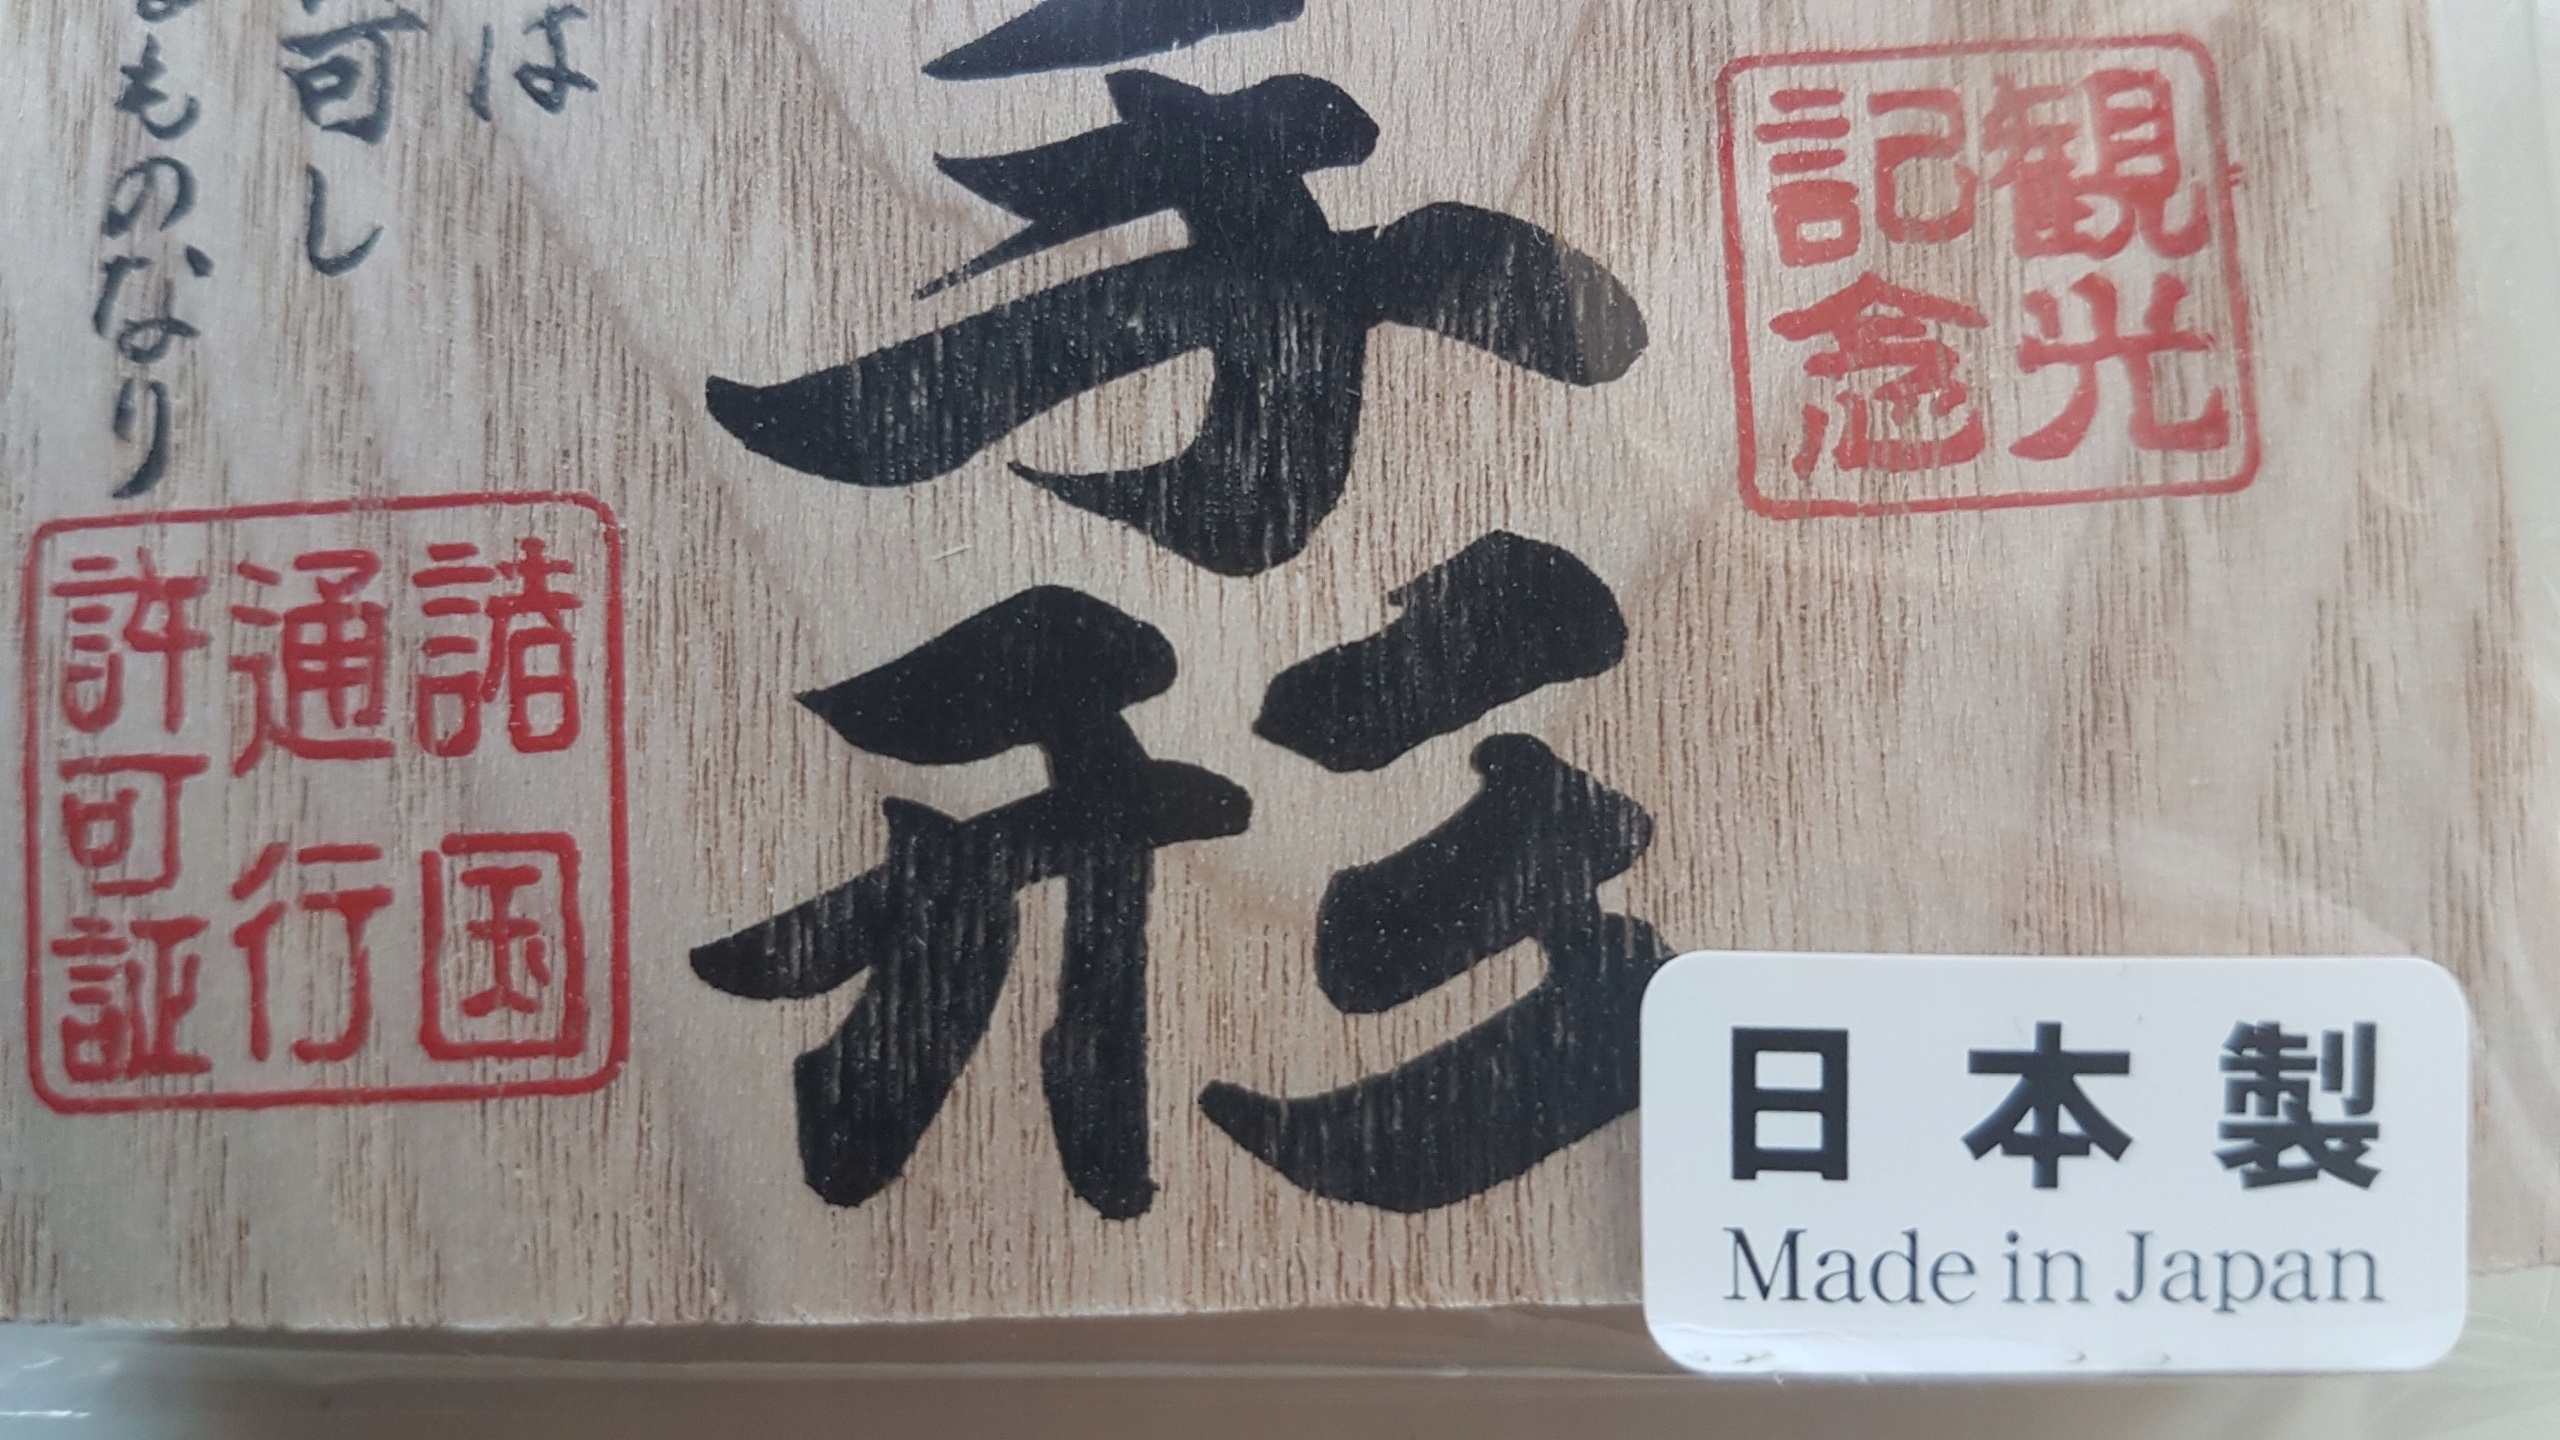 観光
記念
手形
は
可し
ものなり
諸国
通行
許可証
日本製
Made in Japan